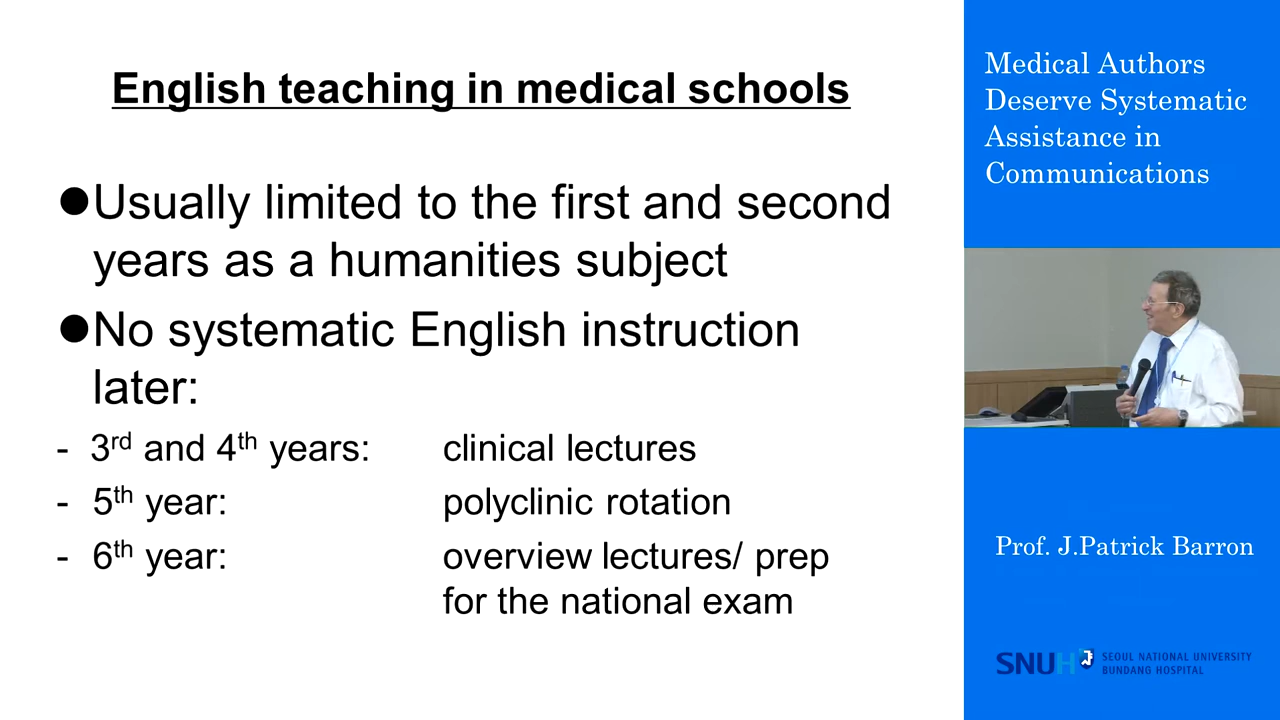 English teaching in medical schools
●Usually limited to the first and second
years as a humanities subject
●No systematic English instruction
later:
- 3rd and 4th years: clinical lectures
- 5th year: polyclinic rotation
- 6th year: overview lectures/ prep
for the national exam
Medical Authors
Deserve Systematic
Assistance in
Communications
Prof. J.Patrick Barron
SNUH SEOUL NATIONAL UNIVERSITY
BUNDANG HOSPITAL